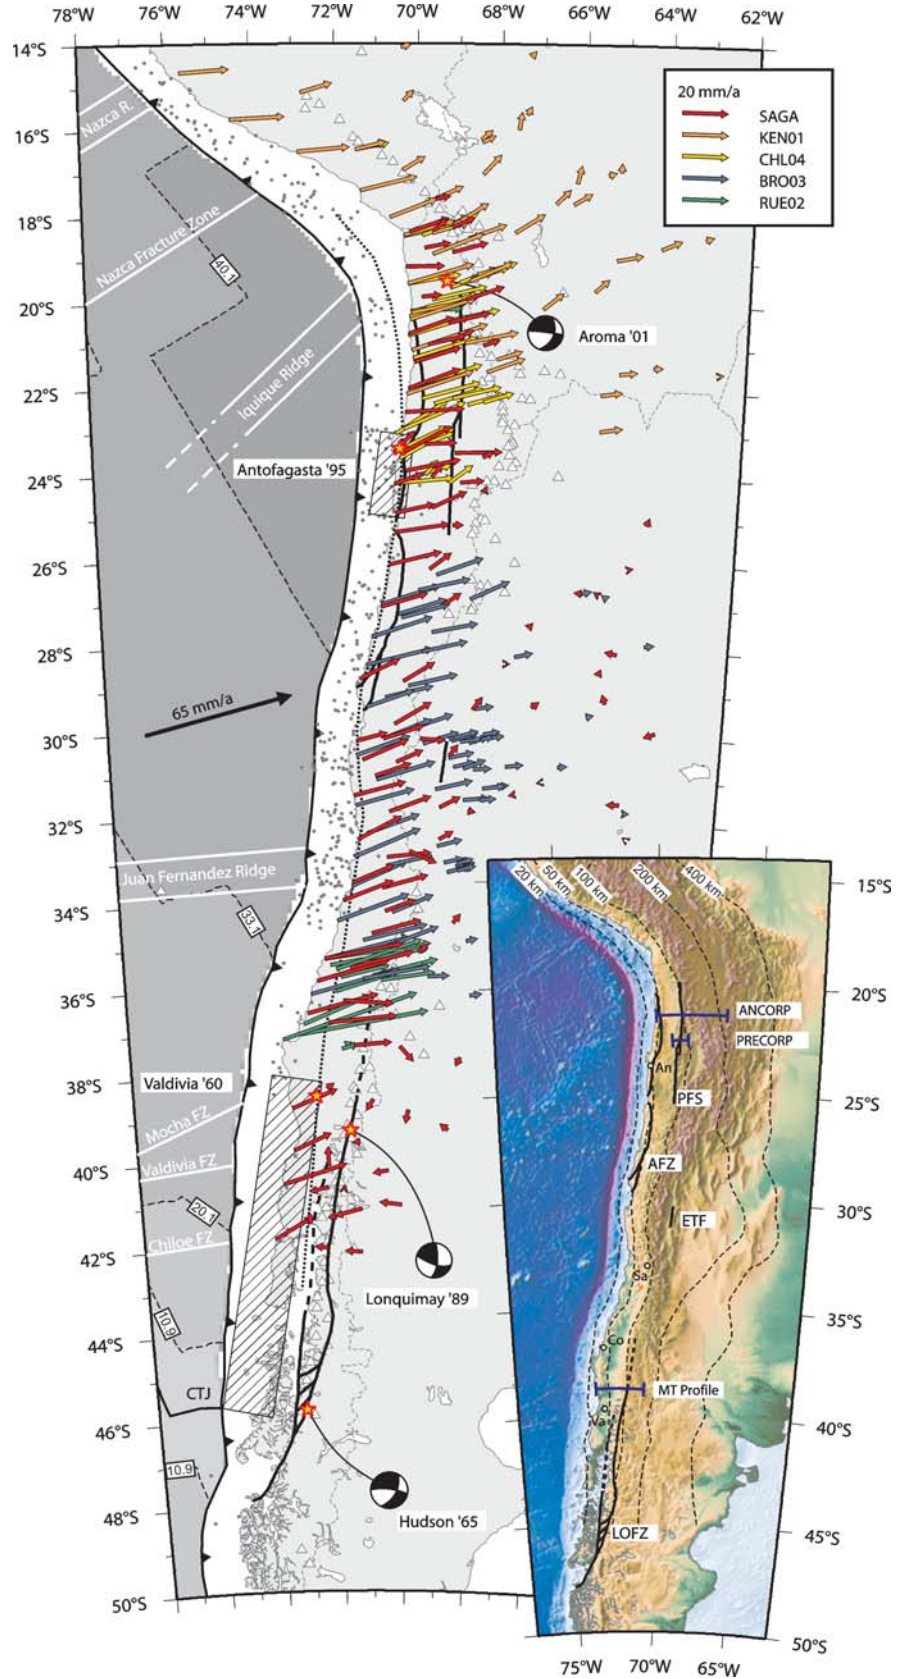 78°W 76°W 74°W 72°W 70°W 68°W 66°W 64°W 62°W
14°S
16°S
18°S
20°S
22°S
24°S
26°S
28°S
30°S
32°S
34°S
36°S
38°S
40°S
42°S
44°S
46°S
48°S
50°S
20 mm/a
SAGA
KEN01
CHL04
BRO03
RUE02
Nazca R.
Nazca Fracture Zone
40.1
Iquique Ridge
Aroma '01
Antofagasta '95
65 mm/a
Juan Fernandez Ridge
33.1
Valdivia '60
Mocha FZ
Valdivia FZ
20.1
Chiloe FZ
10.9
CTJ
10.9
Lonquimay '89
Hudson '65
20 km
50 km
100 km
200 km
400 km
15°S
20°S
25°S
30°S
35°S
40°S
45°S
50°S
ANCORP
PRECORP
An
PFS
AFZ
ETF
Sa
Co
MT Profile
Va
LOFZ
75°W 70°W 65°W